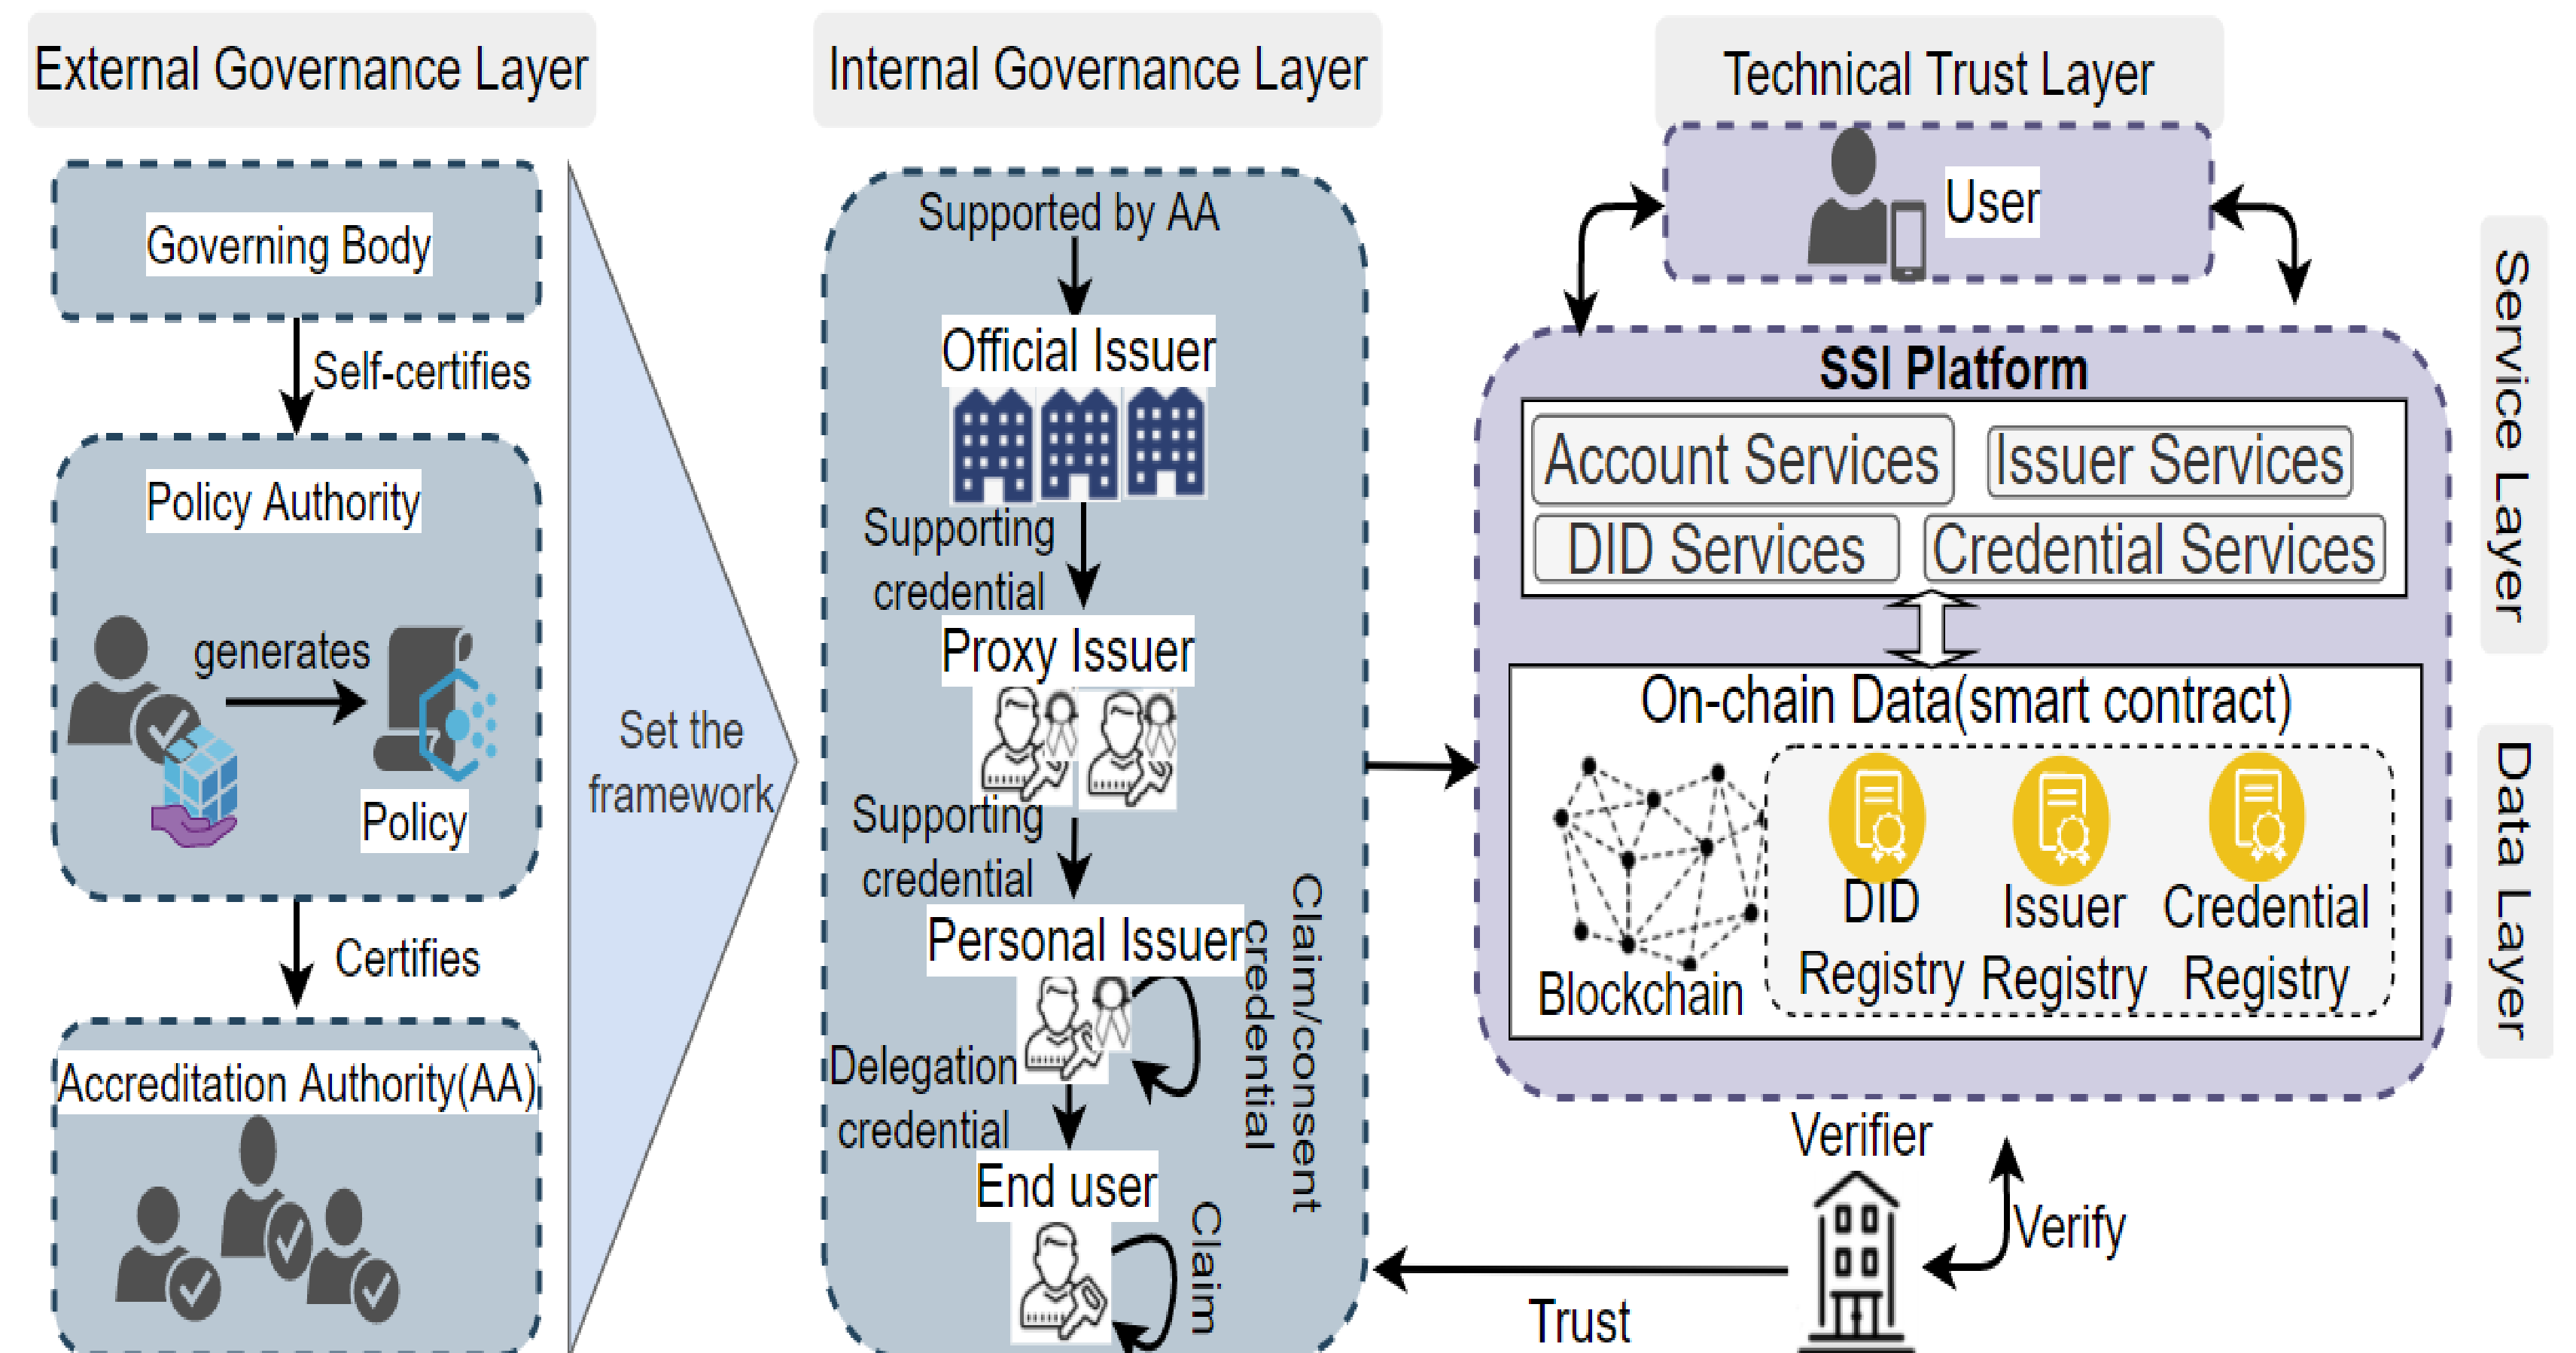 External Governance Layer
Governing Body
Self-certifies
Policy Authority
generates
Policy
Certifies
Accreditation Authority(AA)
Set the
framework
Internal Governance Layer
Supported by AA
Official Issuer
Supporting
credential
Proxy Issuer
Supporting
credential
Personal Issuer
Claim/consent
credential
Delegation
credential
End user
Claim
Technical Trust Layer
User
SSI Platform
Account Services
Issuer Services
DID Services
Credential Services
On-chain Data(smart contract)
Blockchain
DID
Registry
Issuer
Registry
Credential
Registry
Service Layer
Data Layer
Verifier
Verify
Trust